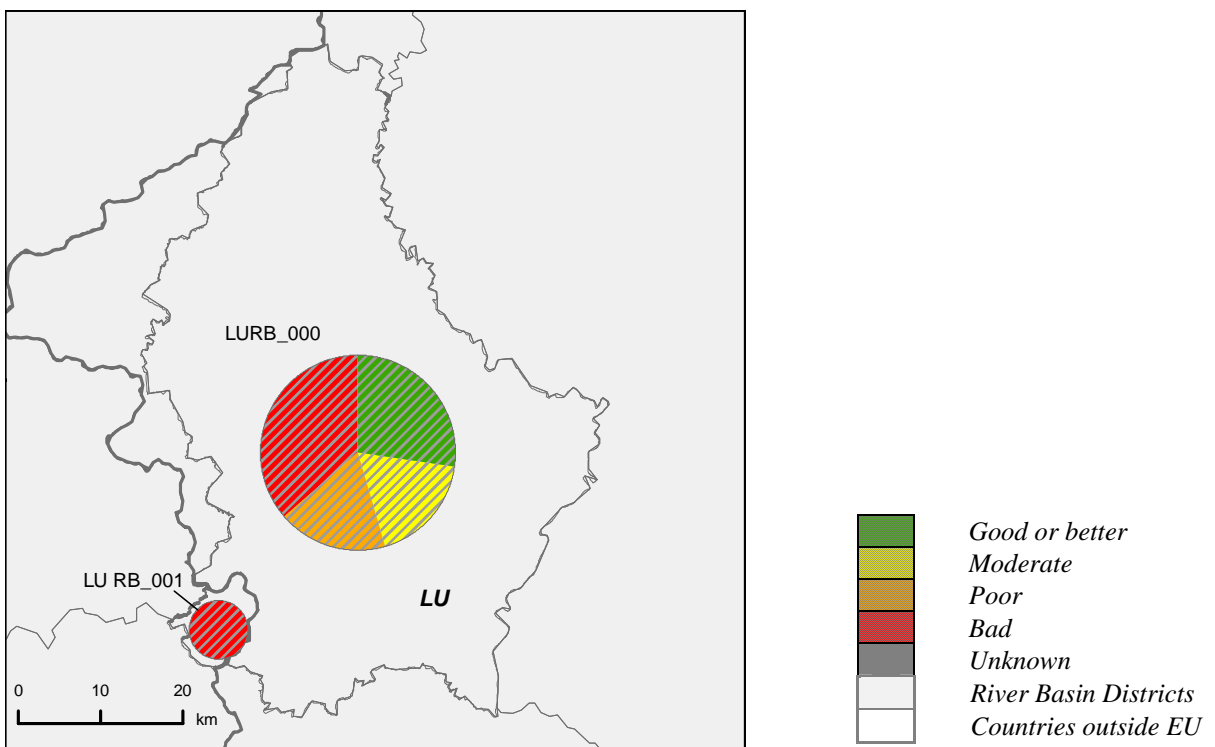 LURB_000
LU RB_001
LU
0 10 20
km
Good or better
Moderate
Poor
Bad
Unknown
River Basin Districts
Countries outside EU